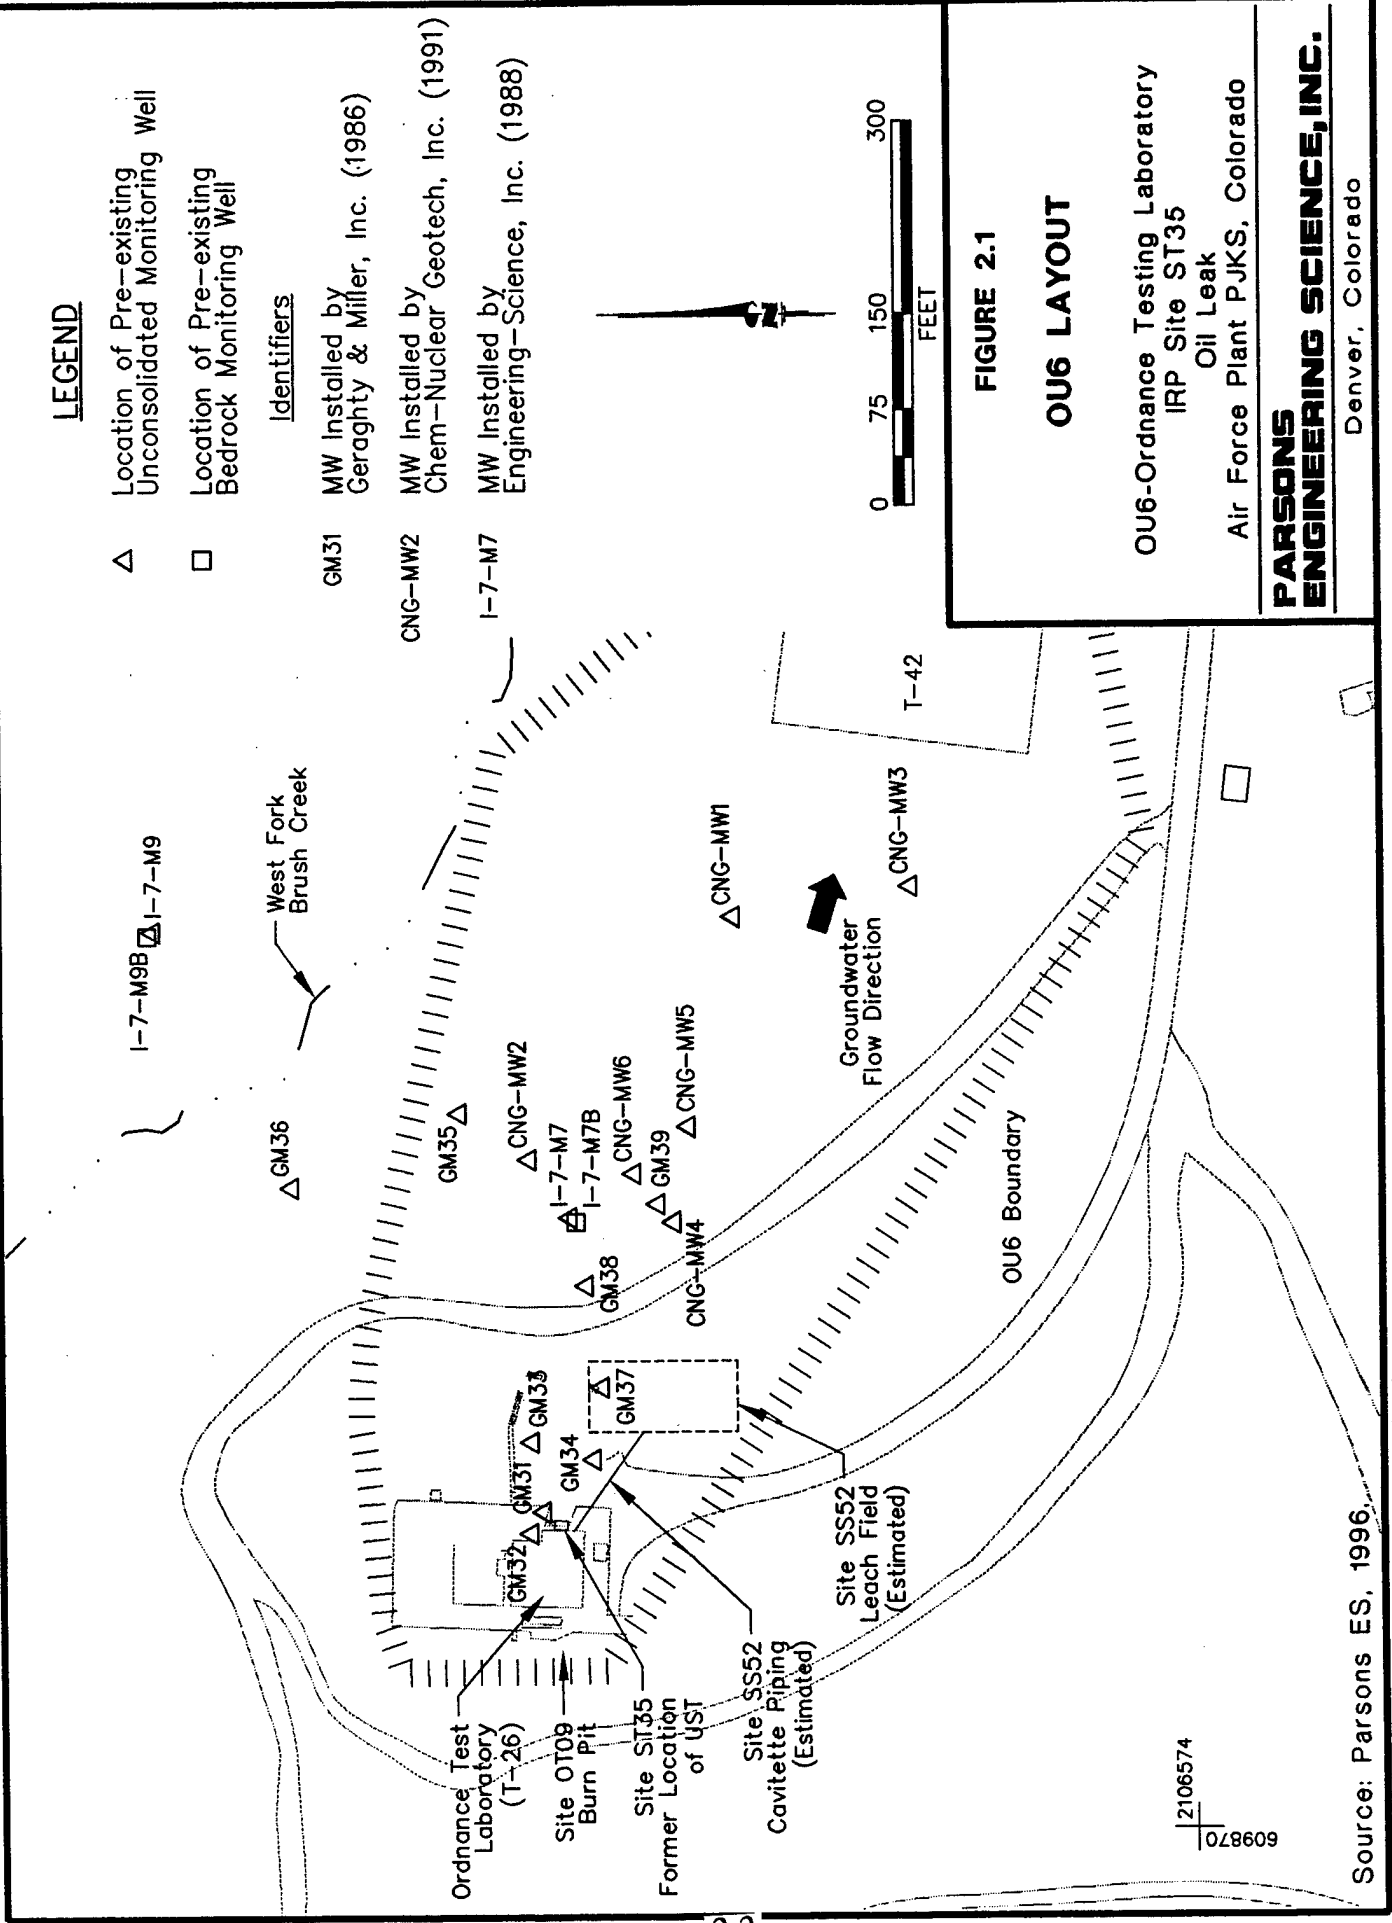 LEGEND
Location of Pre-existing
Unconsolidated Monitoring Well
Location of Pre-existing
Bedrock Monitoring Well
Identifiers
GM31
MW Installed by
Geraghty & Miller, Inc. (1986)
CNG-MW2
MW Installed by
Chem-Nuclear Geotech, Inc. (1991)
I-7-M7
MW Installed by
Engineering-Science, Inc. (1988)
0
75
150
300
FEET
FIGURE 2.1
OU6 LAYOUT
OU6-Ordnance Testing Laboratory
IRP Site ST35
Oil Leak
Air Force Plant PJKS, Colorado
PARSONS
ENGINEERING SCIENCE, INC.
Denver, Colorado
I-7-M9B
I-7-M9
West Fork
Brush Creek
GM36
GM35
CNG-MW2
I-7-M7
I-7-M7B
CNG-MW6
GM39
CNG-MW5
CNG-MW4
GM38
CNG-MW1
CNG-MW3
T-42
Groundwater
Flow Direction
OU6 Boundary
GM33
GM37
GM34
GM31
GM32
Ordnance Test
Laboratory
(T-26)
Site OT09
Burn Pit
Site ST35
Former Location
of UST
Site SS52
Cavitette Piping
(Estimated)
Site SS52
Leach Field
(Estimated)
2106574
609870
Source: Parsons ES, 1996.